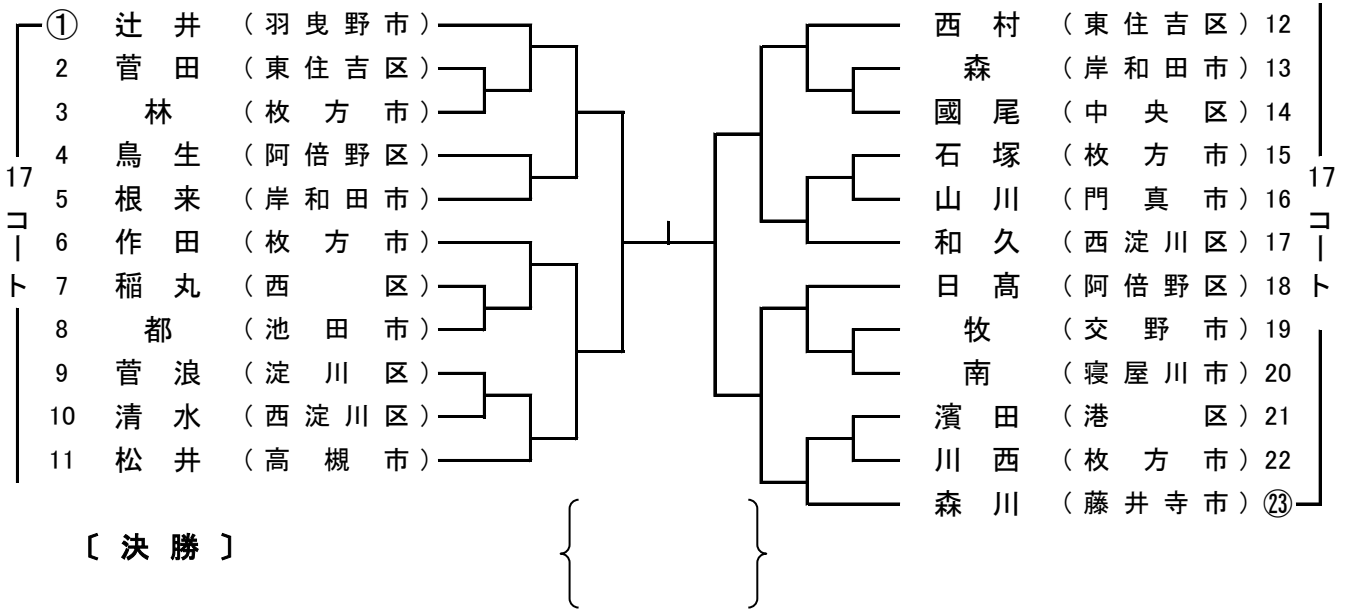 ① 辻井 (羽曳野市)
2 菅田 (東住吉区)
3 林 (枚方市)
4 鳥生 (阿倍野区)
5 根来 (岸和田市)
6 作田 (枚方市)
7 稲丸 (西区)
8 都 (池田市)
9 菅浪 (淀川区)
10 清水 (西淀川区)
11 松井 (高槻市)
17コート
西村 (東住吉区) 12
森 (岸和田市) 13
國尾 (中央区) 14
石塚 (枚方市) 15
山川 (門真市) 16
和久 (西淀川区) 17
日髙 (阿倍野区) 18
牧 (交野市) 19
南 (寝屋川市) 20
濱田 (港区) 21
川西 (枚方市) 22
森川 (藤井寺市) ㉓
17コート
〔決勝〕